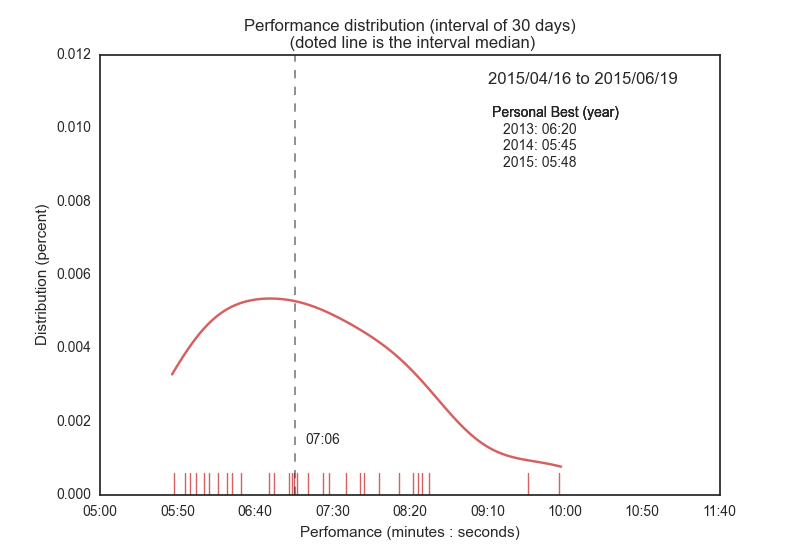 Performance distribution (interval of 30 days)
(doted line is the interval median)
2015/04/16 to 2015/06/19
Personal Best (year)
2013: 06:20
2014: 05:45
2015: 05:48
Distribution (percent)
0.012
0.010
0.008
0.006
0.004
0.002
0.000
07:06
05:00 05:50 06:40 07:30 08:20 09:10 10:00 10:50 11:40
Perfomance (minutes : seconds)